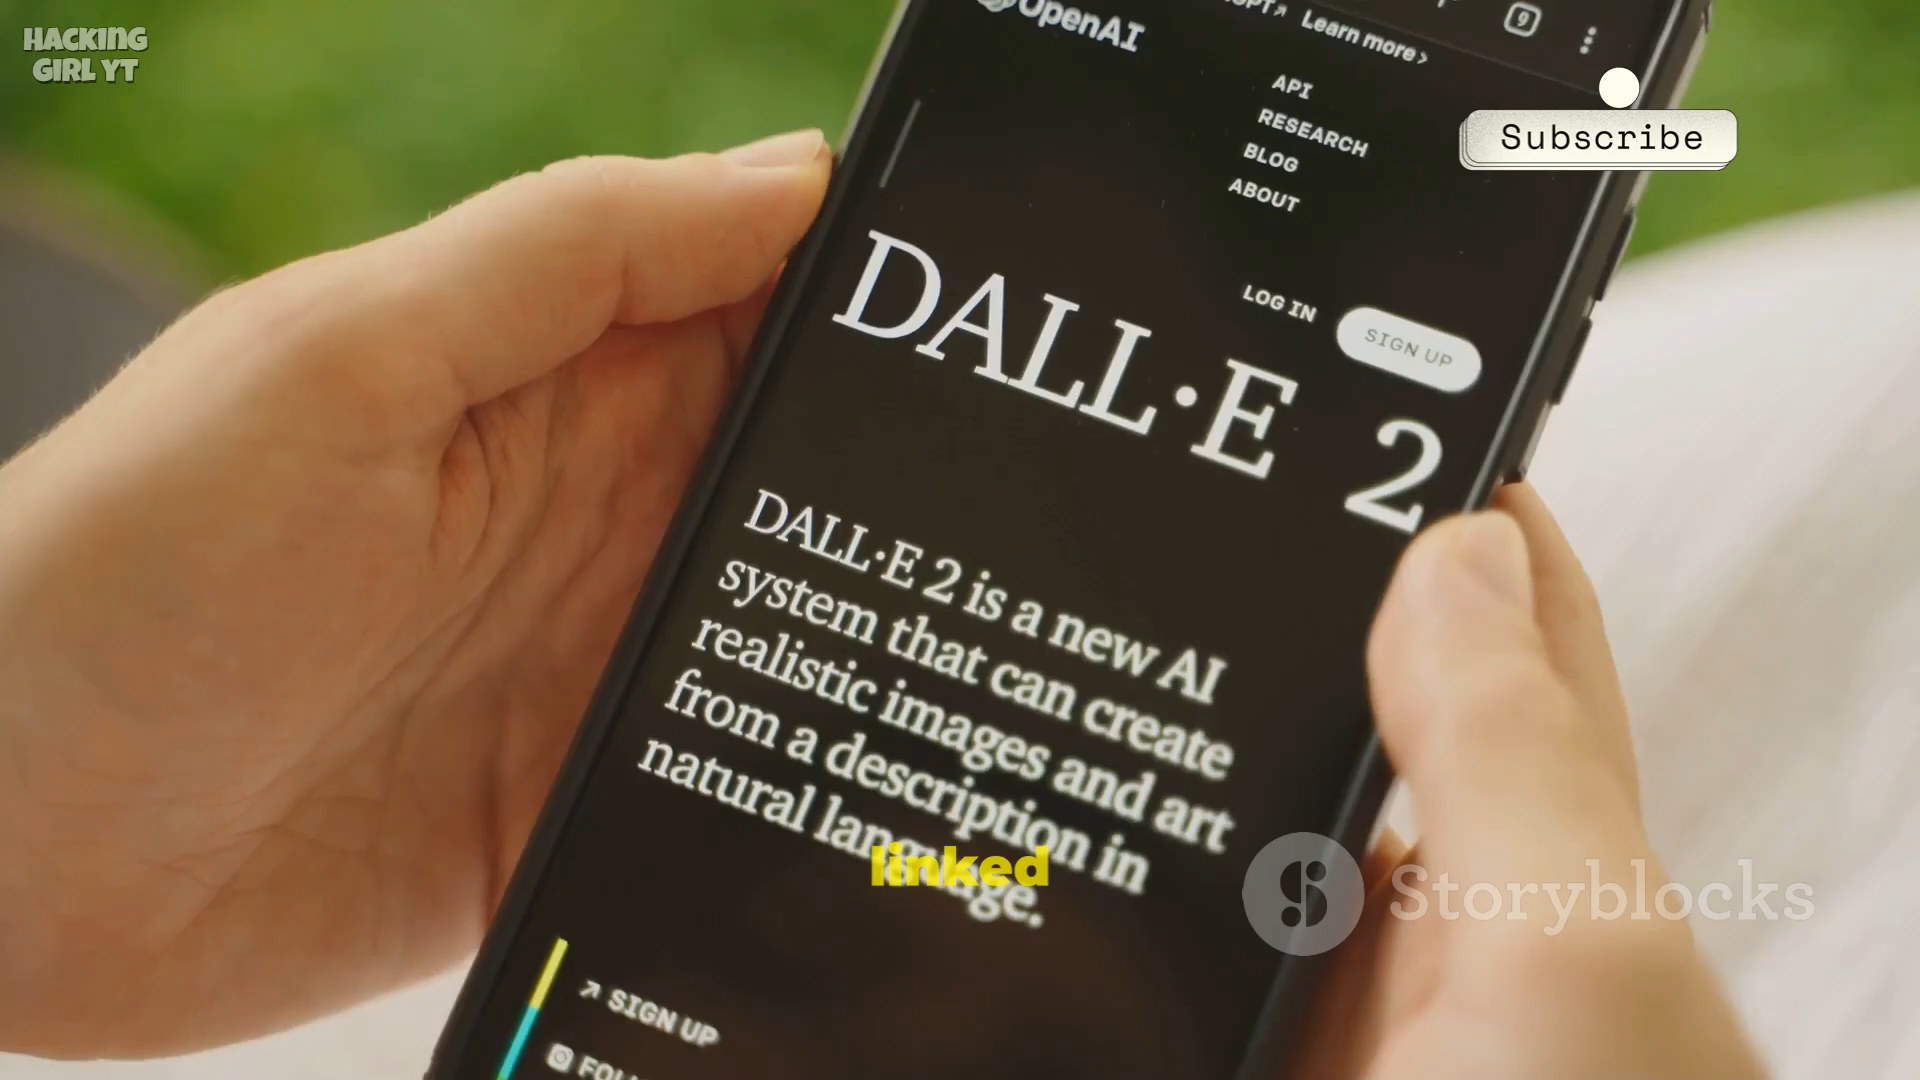 HACKING
GIRL YT
OpenAI
Learn more ›
9
API
RESEARCH
BLOG
ABOUT
Subscribe
LOG IN
SIGN UP
DALL·E 2
DALL·E 2 is a new AI
system that can create
realistic images and art
from a description in
natural language.
linked
Storyblocks
↗ SIGN UP